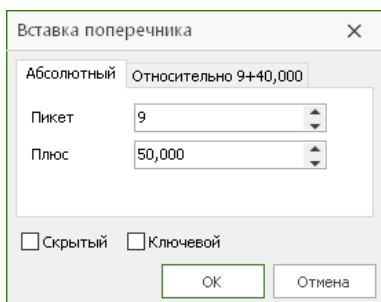 Вставка поперечника
Абсолютный Относительно 9+40,000
Пикет 9
Плюс 50,000
Скрытый Ключевой
ОК Отмена